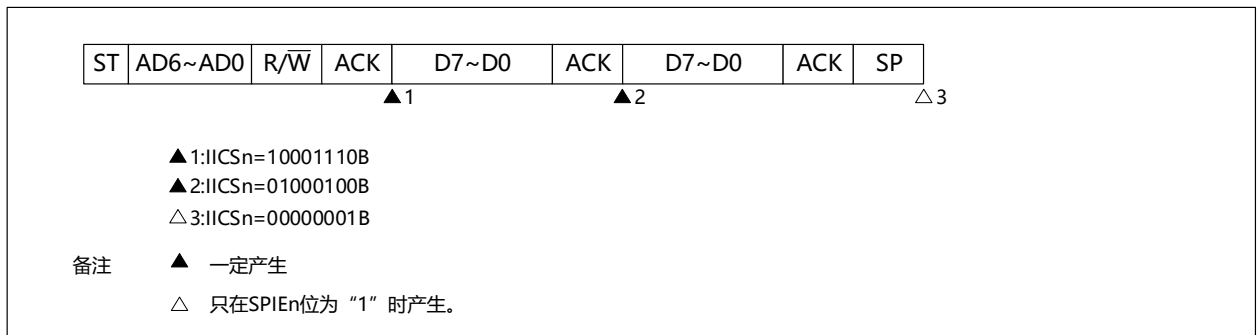 ST AD6~AD0 R/W̅ ACK D7~D0 ACK D7~D0 ACK SP
▲1 ▲2 △3
▲1:IICSn=10001110B
▲2:IICSn=01000100B
△3:IICSn=00000001B
备注 ▲ 一定产生
△ 只在SPIEn位为“1”时产生。